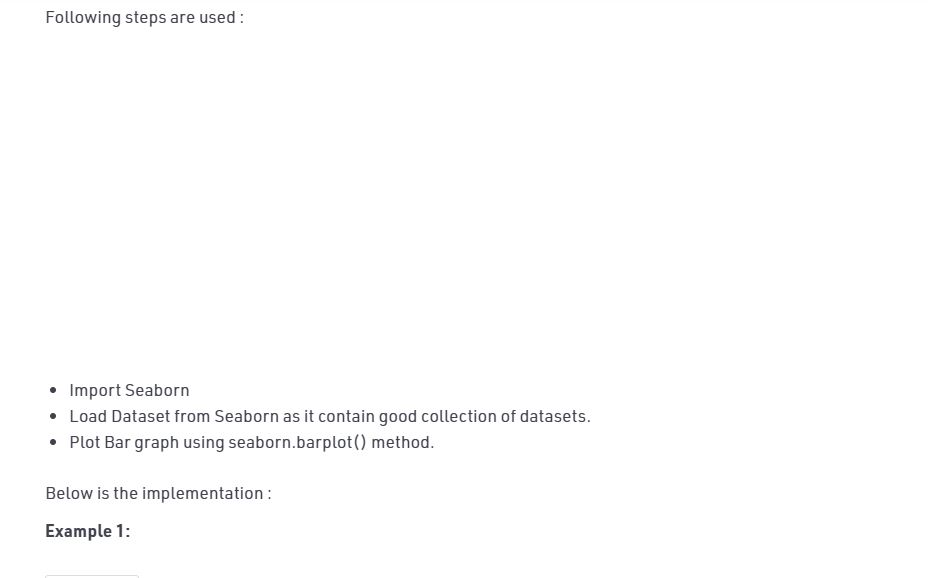 Following steps are used :
Import Seaborn
Load Dataset from Seaborn as it contain good collection of datasets.
Plot Bar graph using seaborn.barplot() method.
Below is the implementation :
Example 1: